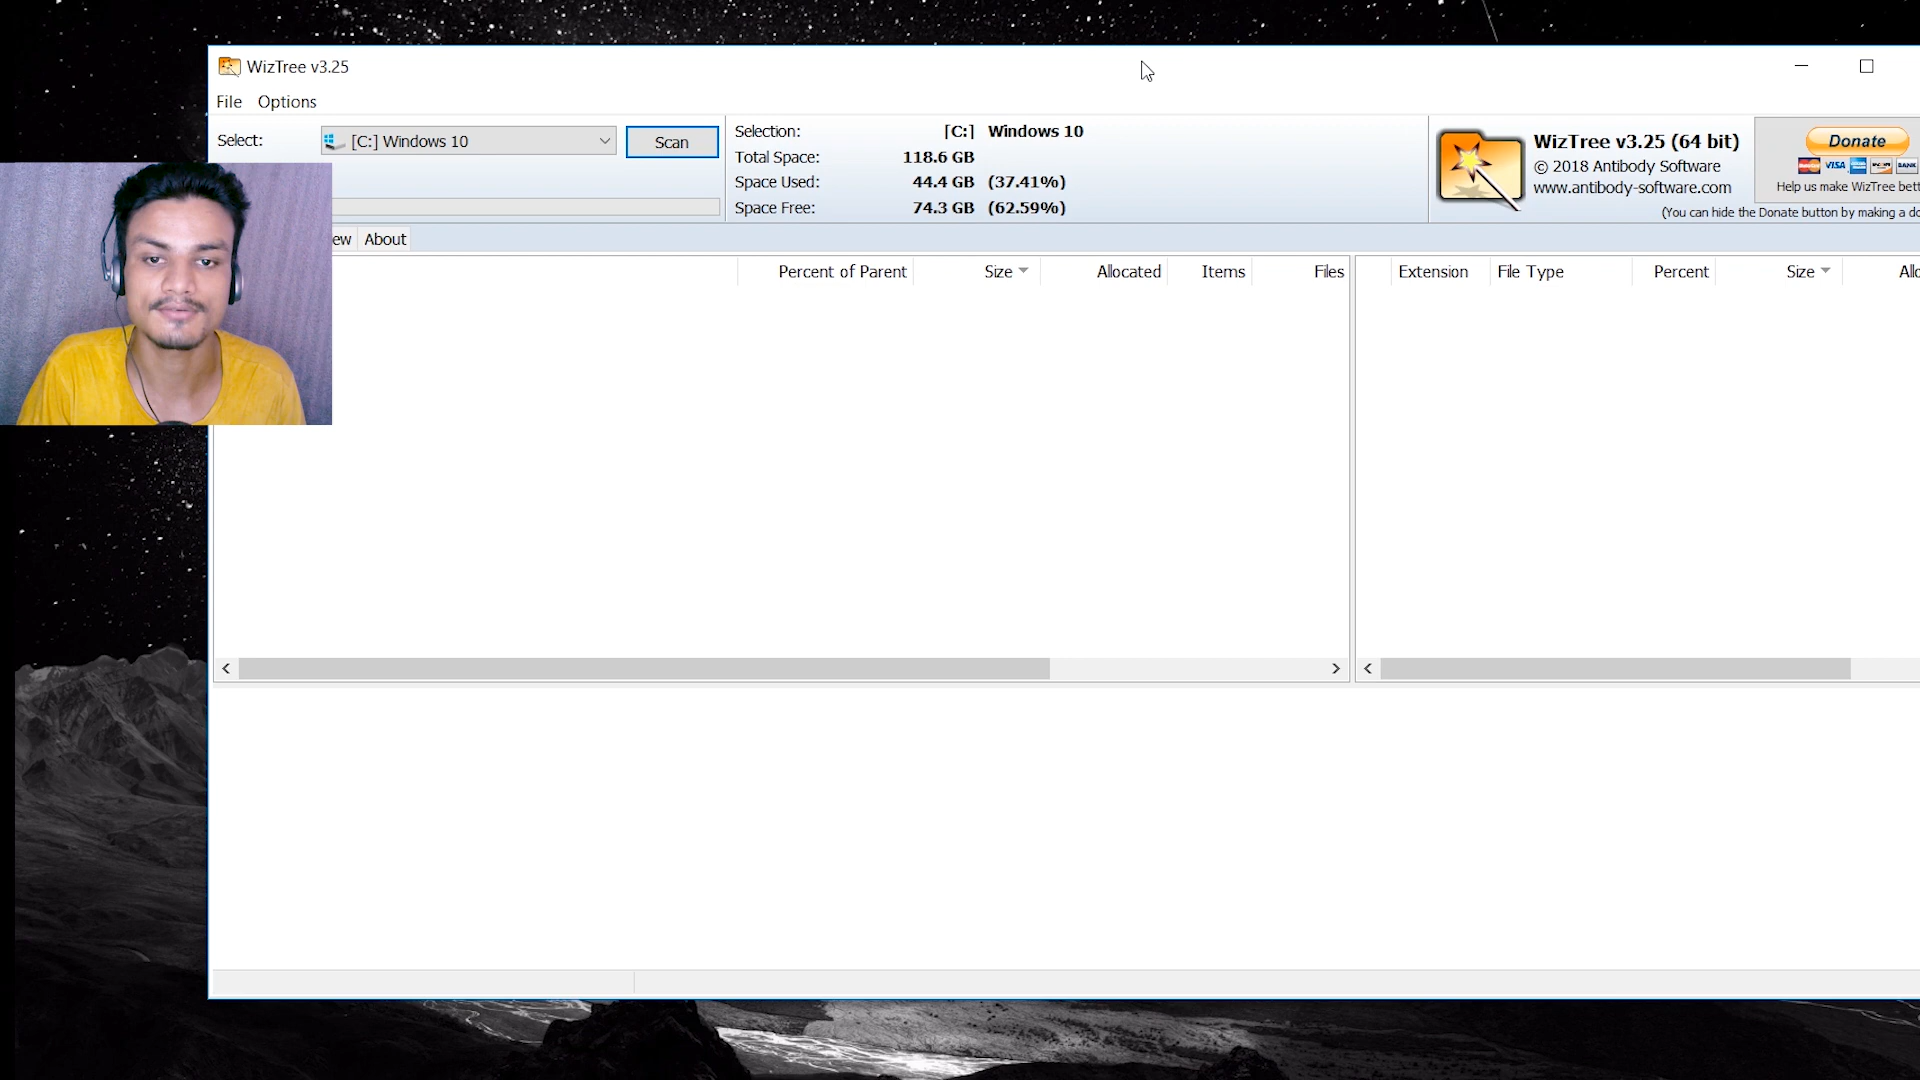 WizTree v3.25
File Options
Select: [C:] Windows 10 Scan
Selection: [C:] Windows 10
Total Space: 118.6 GB
Space Used: 44.4 GB (37.41%)
Space Free: 74.3 GB (62.59%)
WizTree v3.25 (64 bit)
© 2018 Antibody Software
www.antibody-software.com
Donate
VISA BANK
Help us make WizTree bett
(You can hide the Donate button by making a do
ew About
Percent of Parent Size Allocated Items Files
Extension File Type Percent Size Allo